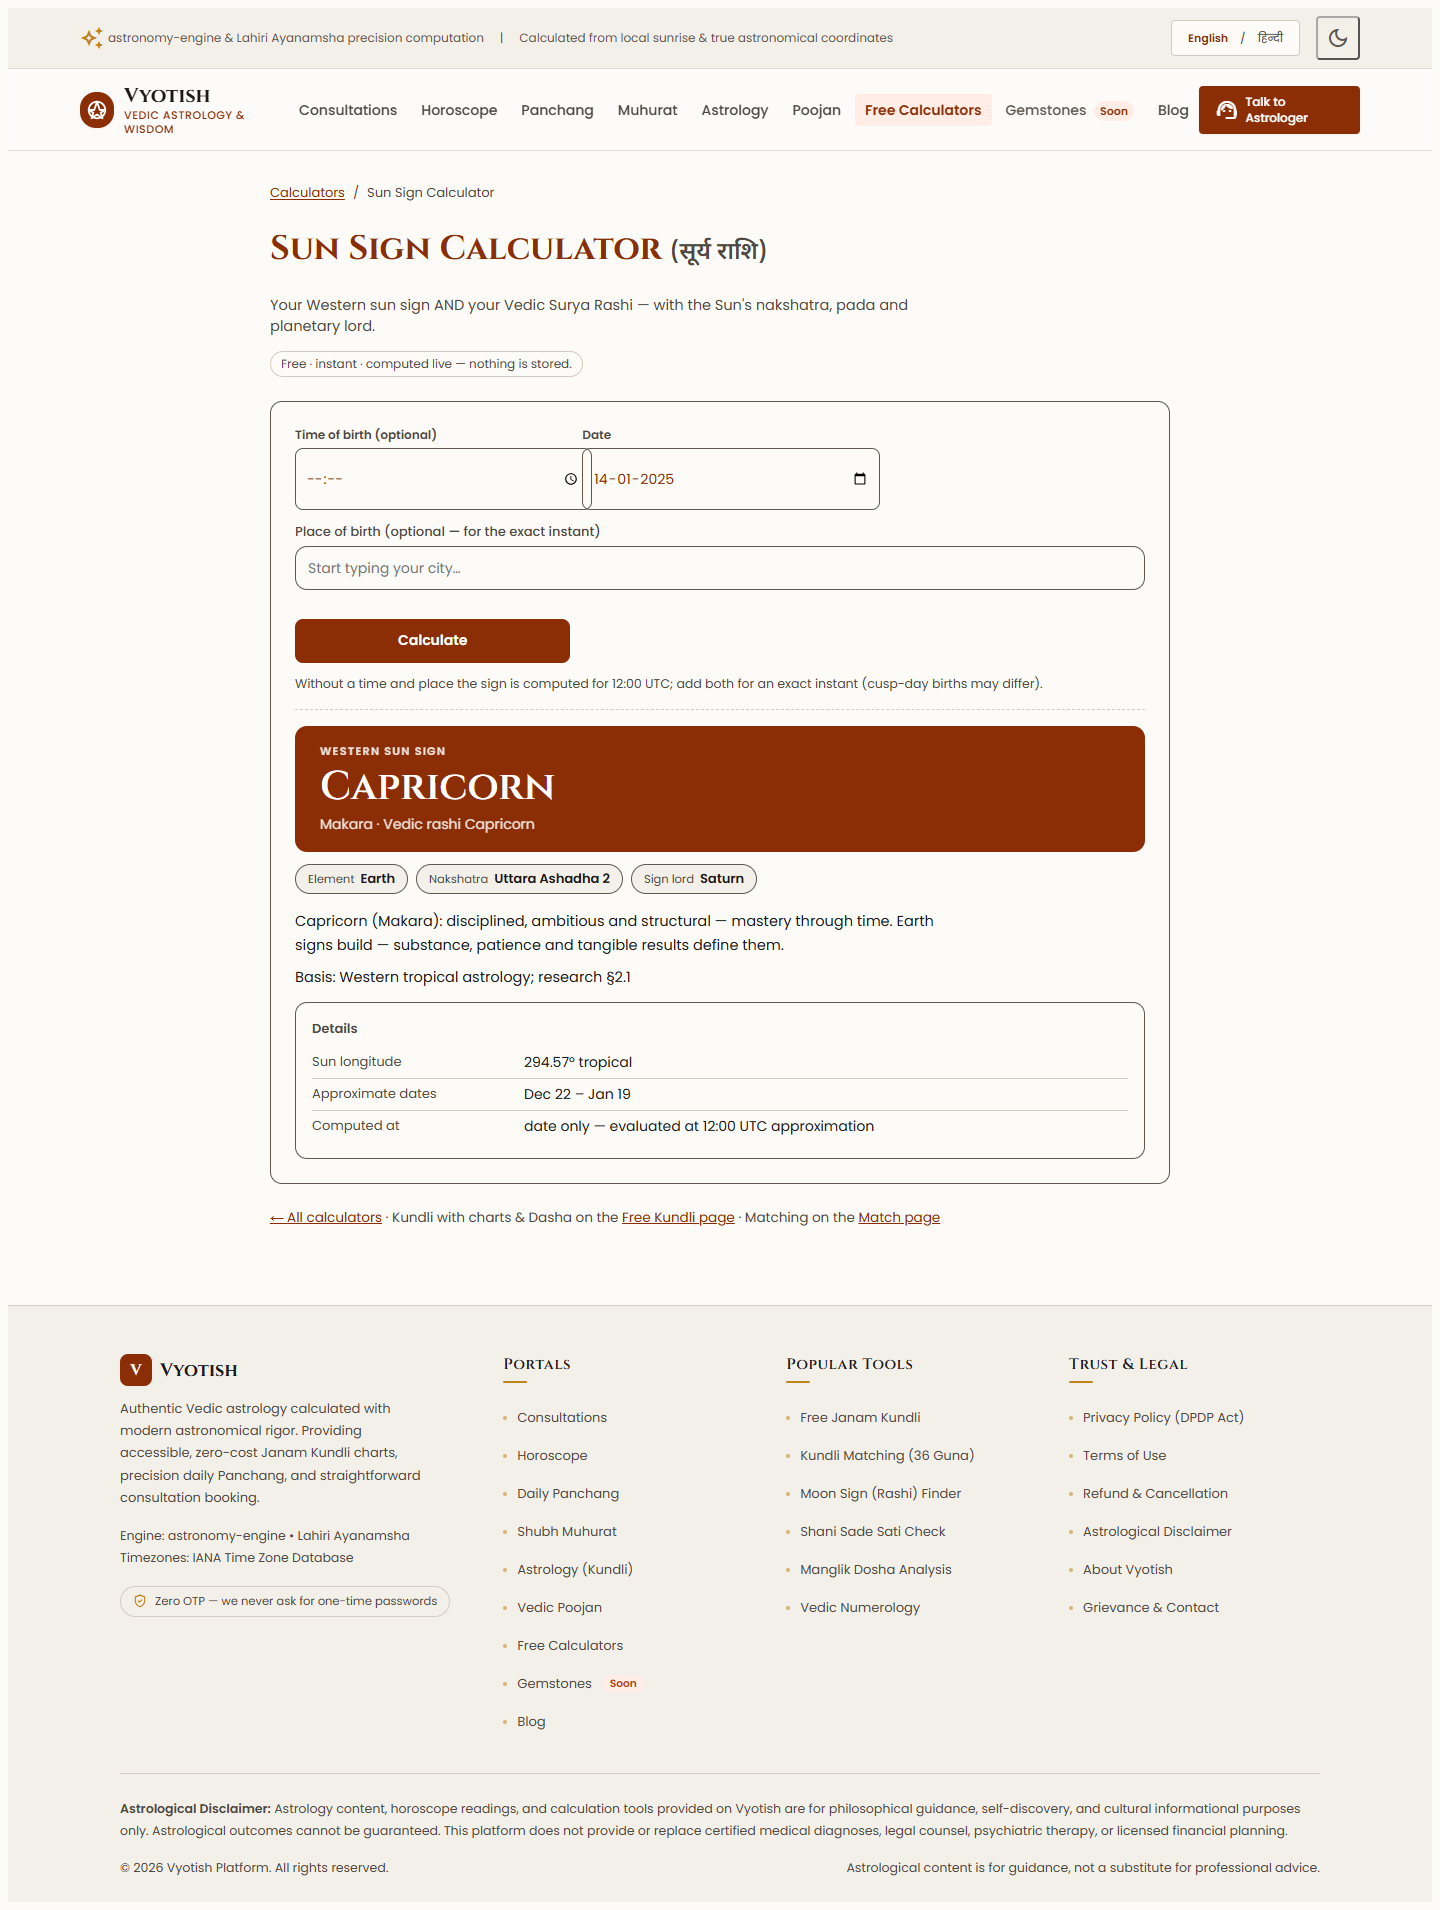 astronomy-engine & Lahiri Ayanamsha precision computation | Calculated from local sunrise & true astronomical coordinates
English / हिन्दी
Vyotish
VEDIC ASTROLOGY &
WISDOM
Consultations Horoscope Panchang Muhurat Astrology Poojan Free Calculators Gemstones Soon Blog
Talk to
Astrologer
Calculators / Sun Sign Calculator
Sun Sign Calculator (सूर्य राशि)
Your Western sun sign AND your Vedic Surya Rashi — with the Sun's nakshatra, pada and
planetary lord.
Free · instant · computed live — nothing is stored.
Time of birth (optional) Date
--:-- 14-01-2025
Place of birth (optional — for the exact instant)
Start typing your city…
Calculate
Without a time and place the sign is computed for 12:00 UTC; add both for an exact instant (cusp-day births may differ).
WESTERN SUN SIGN
Capricorn
Makara · Vedic rashi Capricorn
Element Earth Nakshatra Uttara Ashadha 2 Sign lord Saturn
Capricorn (Makara): disciplined, ambitious and structural — mastery through time. Earth
signs build — substance, patience and tangible results define them.
Basis: Western tropical astrology; research §2.1
Details
Sun longitude 294.57° tropical
Approximate dates Dec 22 – Jan 19
Computed at date only — evaluated at 12:00 UTC approximation
← All calculators · Kundli with charts & Dasha on the Free Kundli page · Matching on the Match page
V Vyotish
Authentic Vedic astrology calculated with
modern astronomical rigor. Providing
accessible, zero-cost Janam Kundli charts,
precision daily Panchang, and straightforward
consultation booking.
Engine: astronomy-engine • Lahiri Ayanamsha
Timezones: IANA Time Zone Database
Zero OTP — we never ask for one-time passwords
Portals
Consultations
Horoscope
Daily Panchang
Shubh Muhurat
Astrology (Kundli)
Vedic Poojan
Free Calculators
Gemstones Soon
Blog
Popular Tools
Free Janam Kundli
Kundli Matching (36 Guna)
Moon Sign (Rashi) Finder
Shani Sade Sati Check
Manglik Dosha Analysis
Vedic Numerology
Trust & Legal
Privacy Policy (DPDP Act)
Terms of Use
Refund & Cancellation
Astrological Disclaimer
About Vyotish
Grievance & Contact
Astrological Disclaimer: Astrology content, horoscope readings, and calculation tools provided on Vyotish are for philosophical guidance, self-discovery, and cultural informational purposes
only. Astrological outcomes cannot be guaranteed. This platform does not provide or replace certified medical diagnoses, legal counsel, psychiatric therapy, or licensed financial planning.
© 2026 Vyotish Platform. All rights reserved.
Astrological content is for guidance, not a substitute for professional advice.